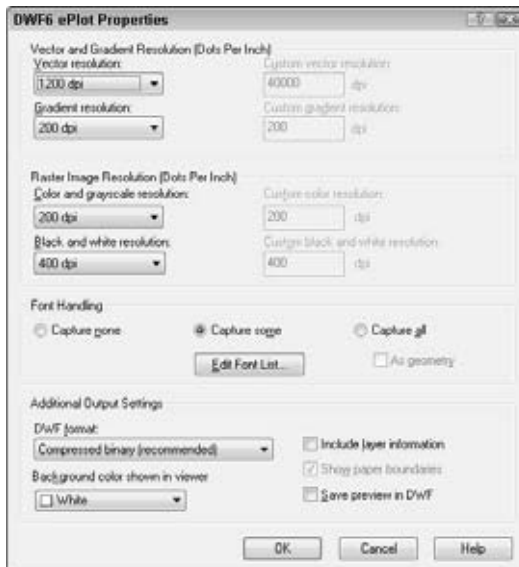 DWF6 ePlot Properties
Vector and Gradient Resolution (Dots Per Inch)
Vector resolution: Custom vector resolution:
1200 dpi 40000 dpi
Gradient resolution: Custom gradient resolution:
200 dpi 200 dpi
Raster Image Resolution (Dots Per Inch)
Color and grayscale resolution: Custom color resolution:
200 dpi 200 dpi
Black and white resolution: Custom black and white resolution:
400 dpi 400 dpi
Font Handling
Capture none Capture some Capture all
Edit Font List... As geometry
Additional Output Settings
DWF format:
Compressed binary (recommended) Include layer information
Background color shown in viewer Show paper boundaries
White Save preview in DWF
OK Cancel Help